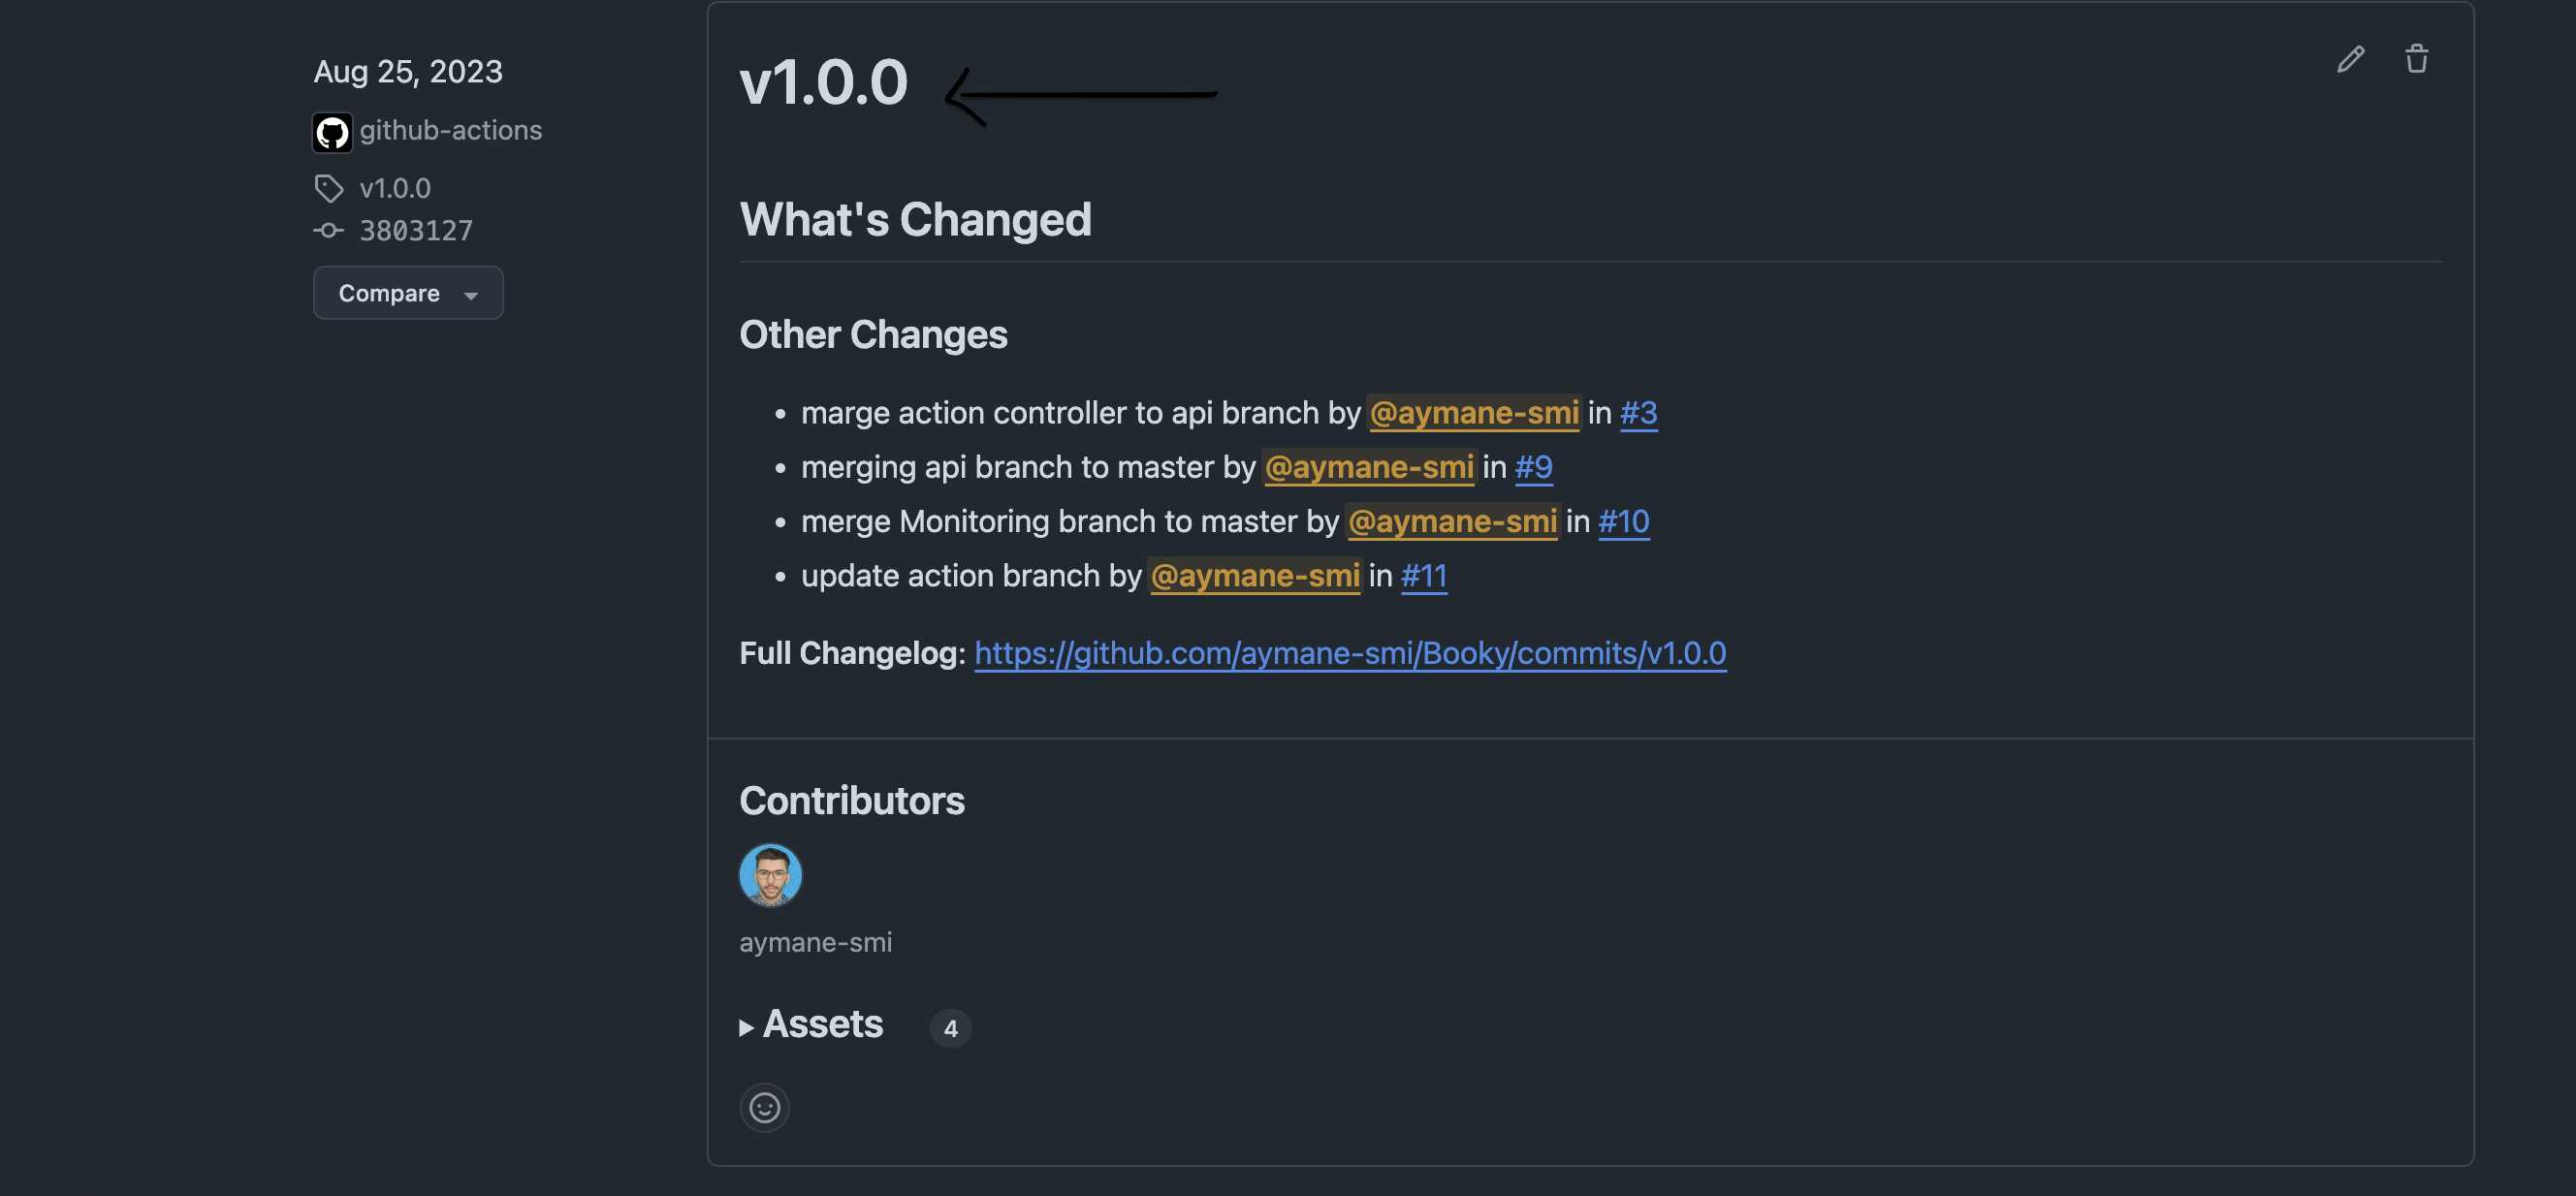 Aug 25, 2023
github-actions
v1.0.0
3803127
Compare
v1.0.0
What's Changed
Other Changes
marge action controller to api branch by @aymane-smi in #3
merging api branch to master by @aymane-smi in #9
merge Monitoring branch to master by @aymane-smi in #10
update action branch by @aymane-smi in #11
Full Changelog: https://github.com/aymane-smi/Booky/commits/v1.0.0
Contributors
aymane-smi
Assets 4